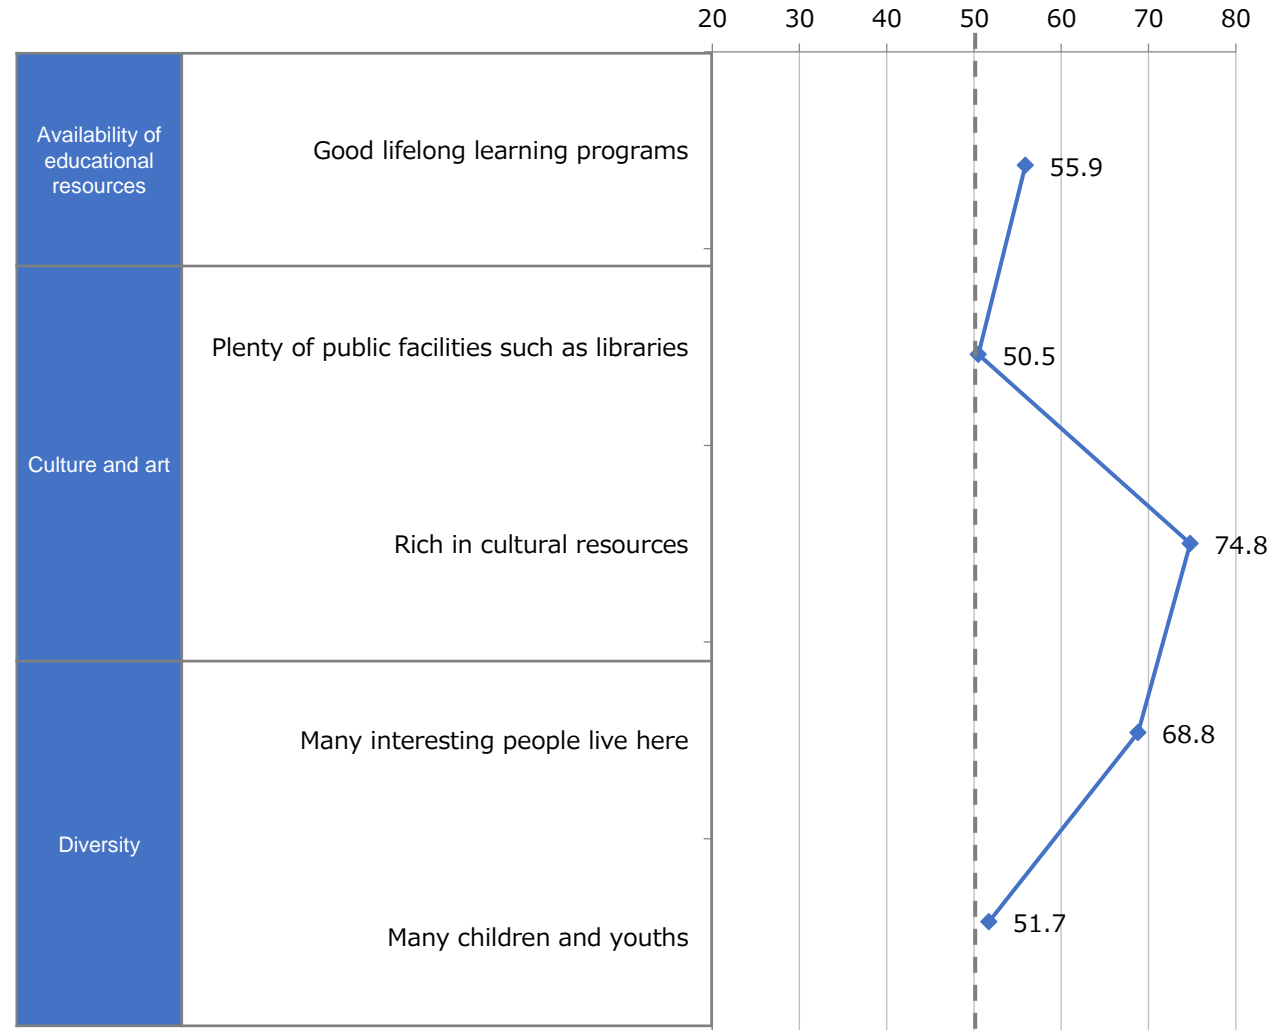 20 30 40 50 60 70 80
Availability of
educational
resources
Good lifelong learning programs
55.9
Culture and art
Plenty of public facilities such as libraries
50.5
Rich in cultural resources
74.8
Diversity
Many interesting people live here
68.8
Many children and youths
51.7